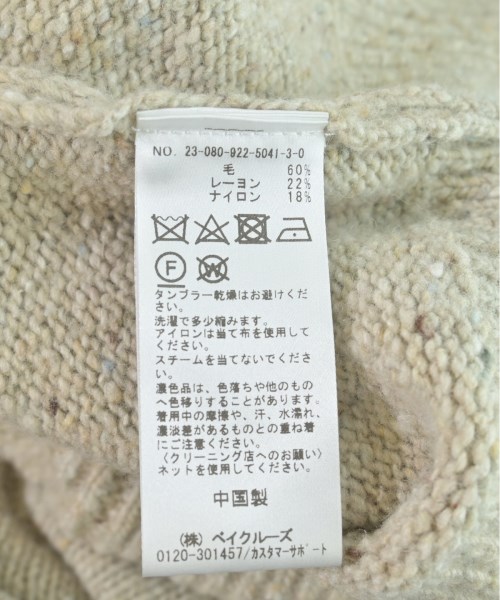 NO. 23-080-922-5041-3-0
毛 60%
レーヨン 22%
ナイロン 18%
F W
タンブラー乾燥はお避けくだ
さい。
洗濯で多少縮みます。
アイロンは当て布を使用して
ください。
スチームを当てないでくださ
い。
濃色品は、色落ちや他のもの
へ色移りすることがあります。
着用中の摩擦や、汗、水濡れ、
濃淡差があるものとの重ね着
にご注意ください。
〈クリーニング店へのお願い〉
ネットを使用してください。
中国製
(株) ベイクルーズ
0120-301457/カスタマーサポート